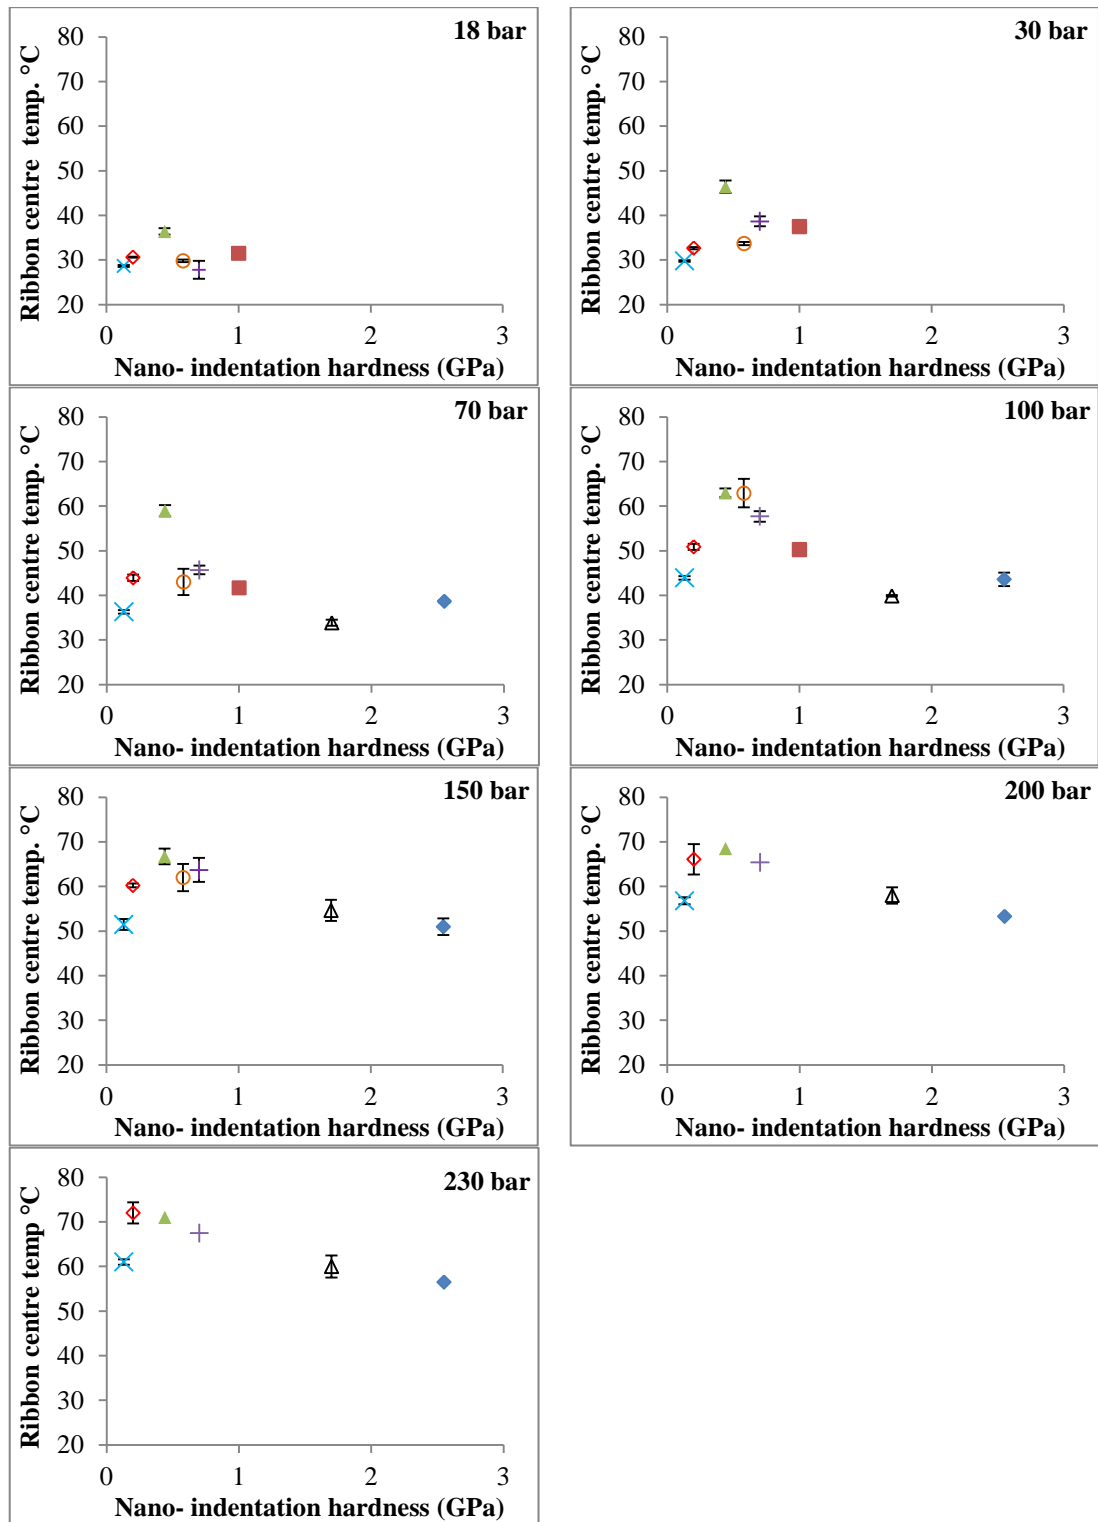 18 bar
Ribbon centre temp. °C
80
70
60
50
40
30
20
0 1 2 3
Nano- indentation hardness (GPa)
30 bar
Ribbon centre temp. °C
80
70
60
50
40
30
20
0 1 2 3
Nano- indentation hardness (GPa)
70 bar
Ribbon centre temp. °C
80
70
60
50
40
30
20
0 1 2 3
Nano- indentation hardness (GPa)
100 bar
Ribbon centre temp. °C
80
70
60
50
40
30
20
0 1 2 3
Nano- indentation hardness (GPa)
150 bar
Ribbon centre temp. °C
80
70
60
50
40
30
20
0 1 2 3
Nano- indentation hardness (GPa)
200 bar
Ribbon centre temp. °C
80
70
60
50
40
30
20
0 1 2 3
Nano- indentation hardness (GPa)
230 bar
Ribbon centre temp °C
80
70
60
50
40
30
20
0 1 2 3
Nano- indentation hardness (GPa)